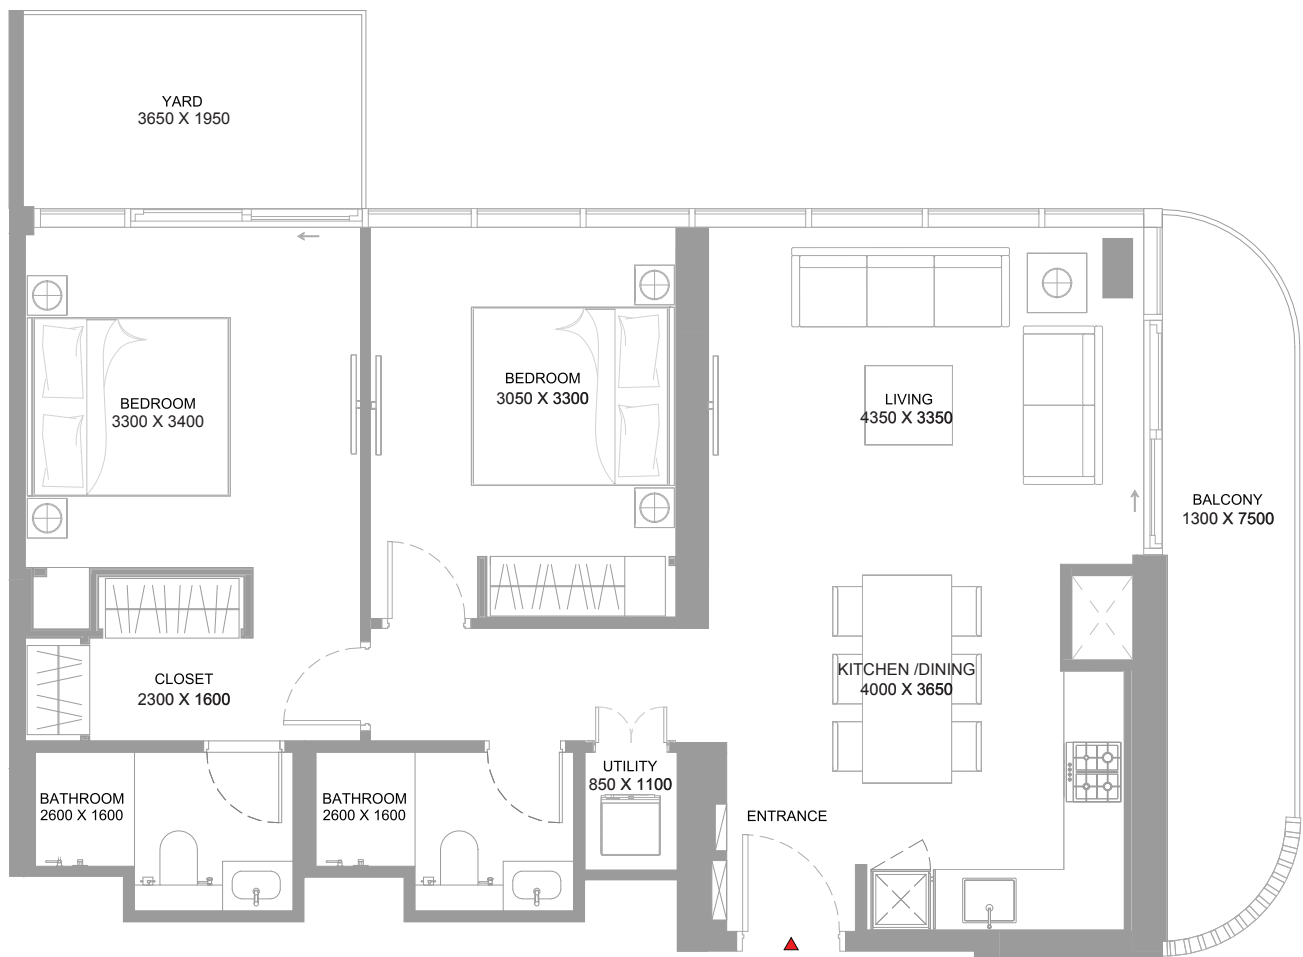 YARD
3650 X 1950
BEDROOM
3300 X 3400
BEDROOM
3050 X 3300
LIVING
4350 X 3350
BALCONY
1300 X 7500
CLOSET
2300 X 1600
KITCHEN /DINING
4000 X 3650
BATHROOM
2600 X 1600
BATHROOM
2600 X 1600
UTILITY
850 X 1100
ENTRANCE